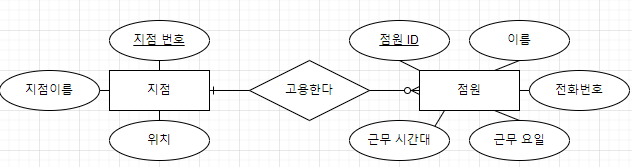 지점 번호
점원 ID
이름
지점이름
지점
고용한다
점원
전화번호
위치
근무 시간대
근무 요일